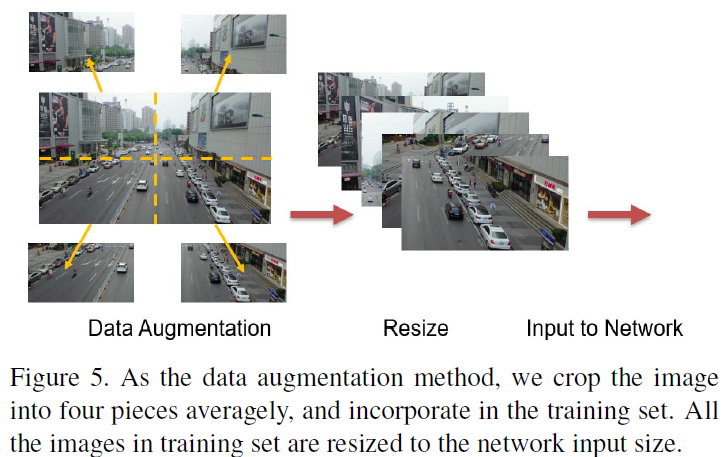 Data Augmentation
Resize
Input to Network
Figure 5. As the data augmentation method, we crop the image
into four pieces averagely, and incorporate in the training set. All
the images in training set are resized to the network input size.